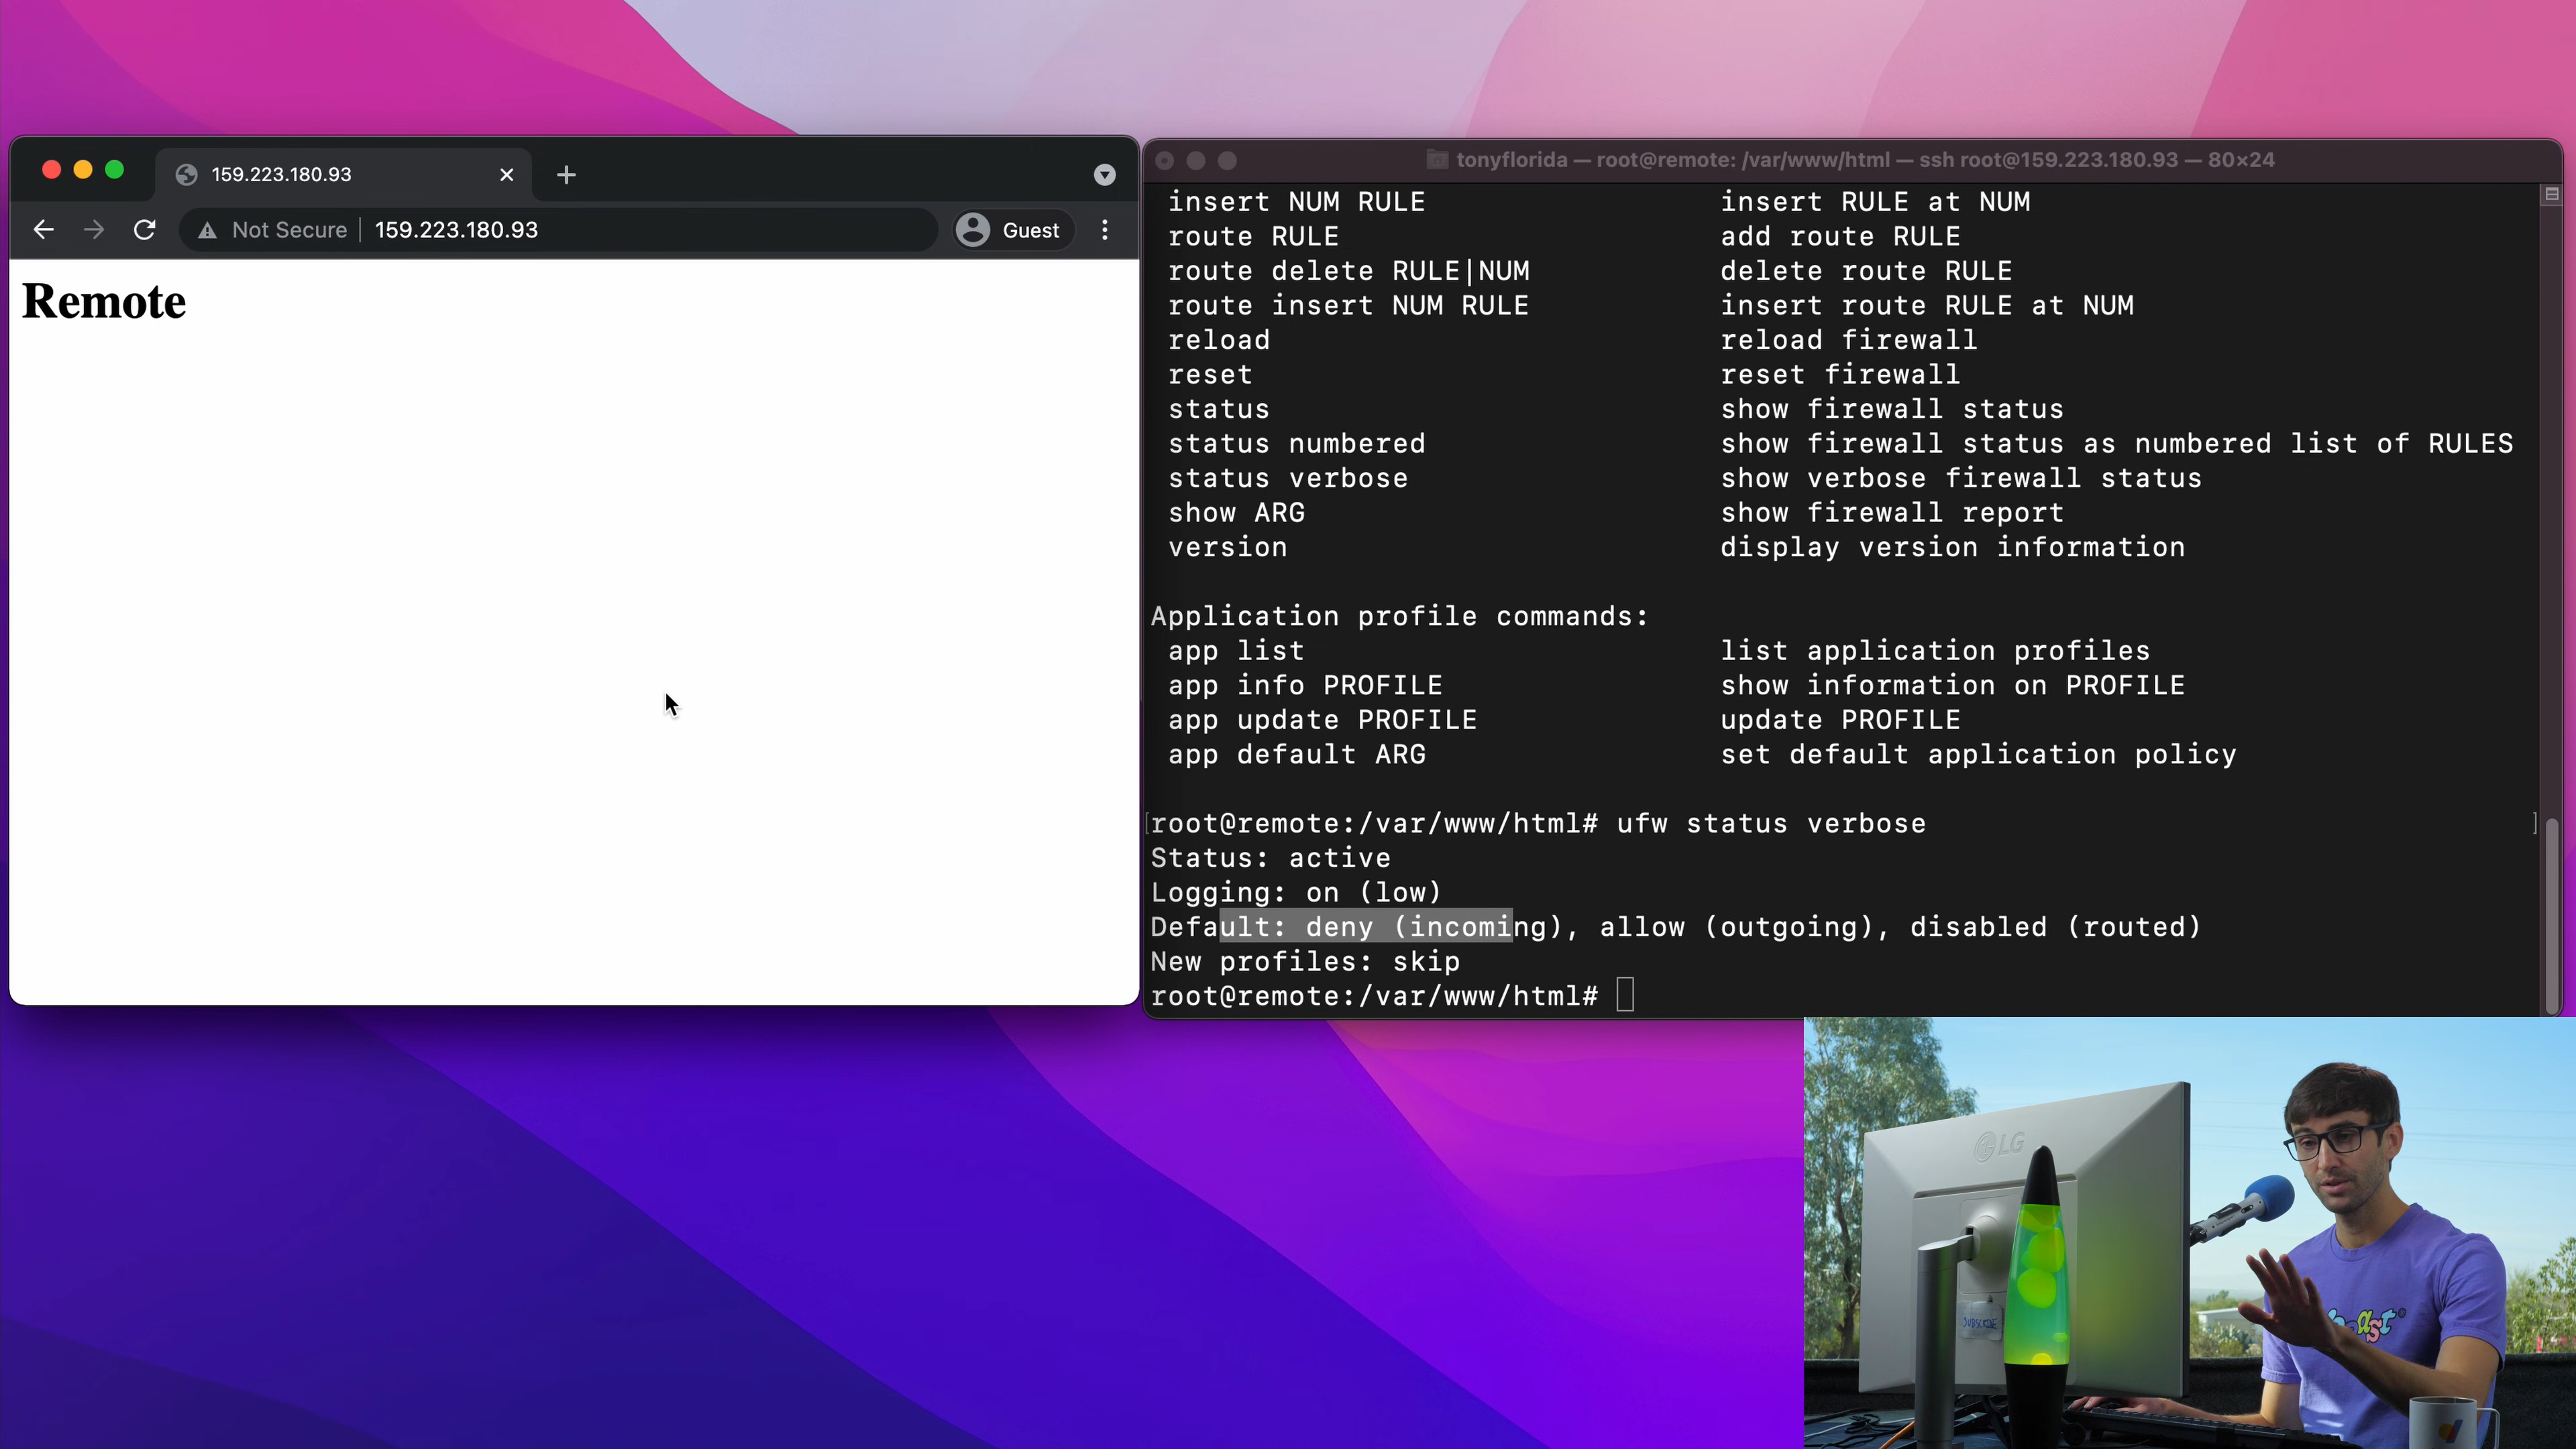 159.223.180.93
Not Secure
159.223.180.93
Guest
Remote
tonyflorida — root@remote: /var/www/html — ssh root@159.223.180.93 — 80×24
insert NUM RULE insert RULE at NUM
route RULE add route RULE
route delete RULE|NUM delete route RULE
route insert NUM RULE insert route RULE at NUM
reload reload firewall
reset reset firewall
status show firewall status
status numbered show firewall status as numbered list of RULES
status verbose show verbose firewall status
show ARG show firewall report
version display version information
Application profile commands:
app list list application profiles
app info PROFILE show information on PROFILE
app update PROFILE update PROFILE
app default ARG set default application policy
[root@remote:/var/www/html# ufw status verbose ]
Status: active
Logging: on (low)
Default: deny (incoming), allow (outgoing), disabled (routed)
New profiles: skip
root@remote:/var/www/html#
LG
SUBSCRIBE